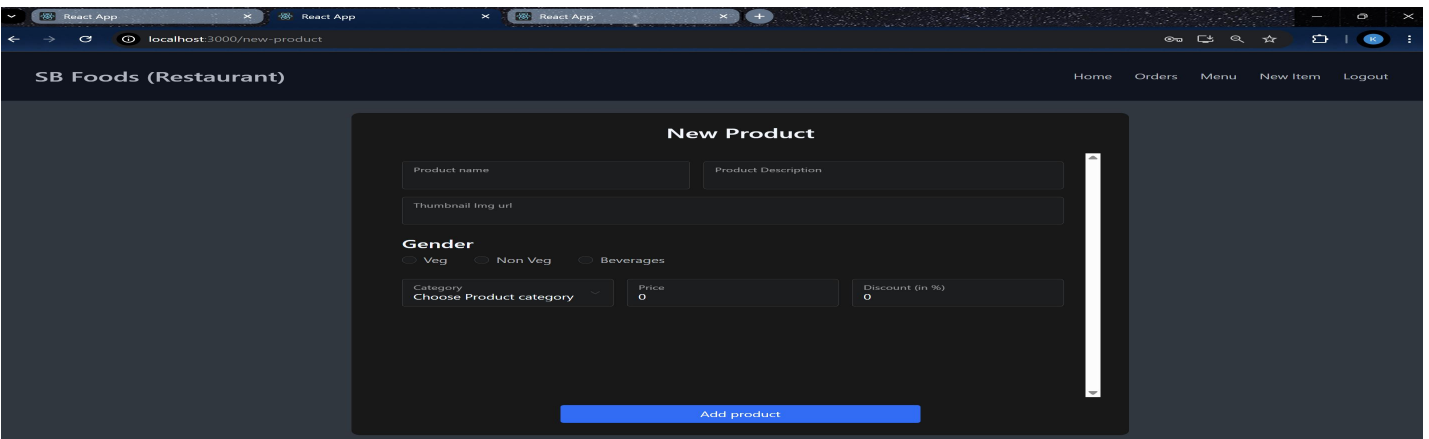 React App React App React App
localhost:3000/new-product K
SB Foods (Restaurant) Home Orders Menu New Item Logout
New Product
Product name Product Description
Thumbnail Img url
Gender
Veg Non Veg Beverages
Category Price Discount (in %)
Choose Product category 0 0
Add product